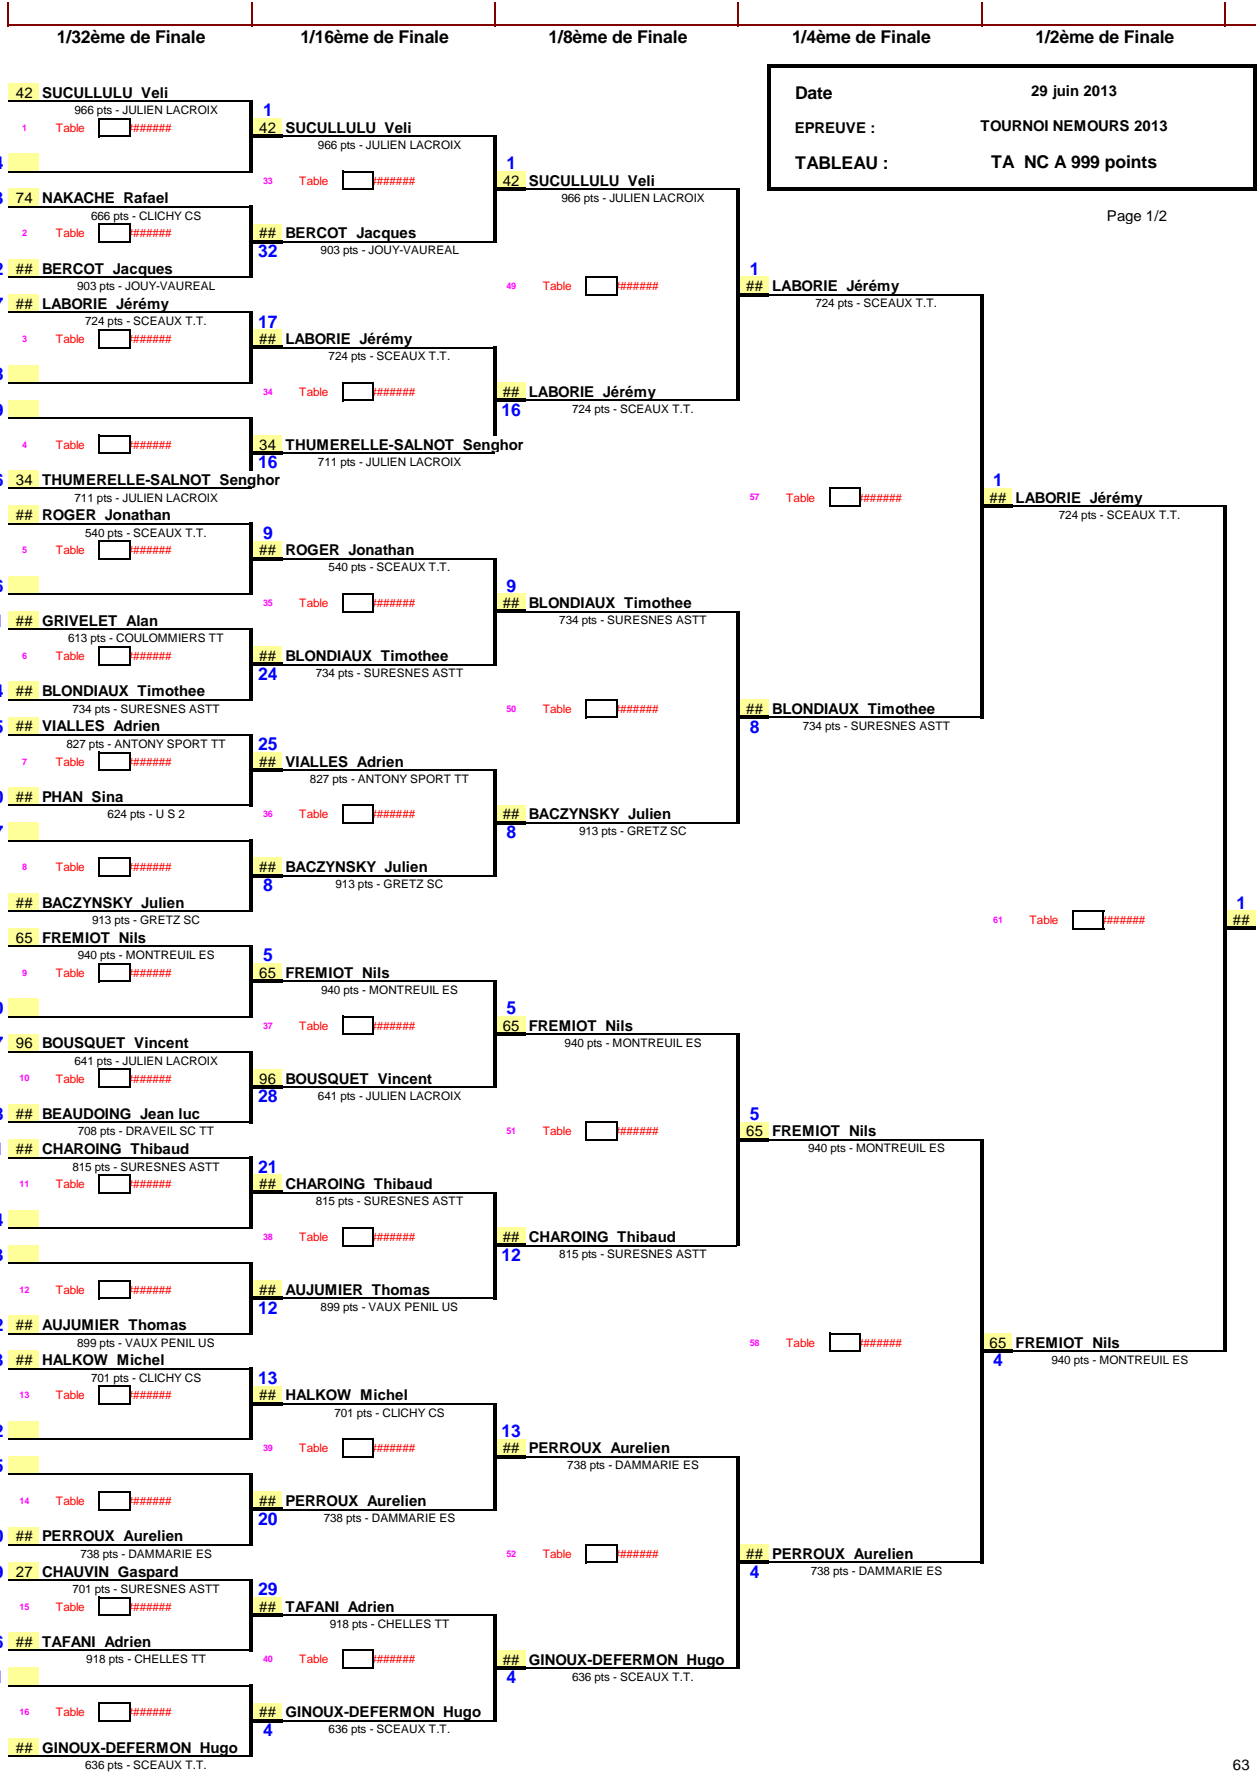 1/32ème de Finale
1/16ème de Finale
1/8ème de Finale
1/4ème de Finale
1/2ème de Finale
Date 29 juin 2013
EPREUVE : TOURNOI NEMOURS 2013
TABLEAU : TA NC A 999 points
Page 1/2
42 SUCULLULU Veli
966 pts - JULIEN LACROIX
1 Table ######
74 NAKACHE Rafael
666 pts - CLICHY CS
2 Table ######
## BERCOT Jacques
903 pts - JOUY-VAUREAL
## LABORIE Jérémy
724 pts - SCEAUX T.T.
3 Table ######
4 Table ######
34 THUMERELLE-SALNOT Senghor
711 pts - JULIEN LACROIX
## ROGER Jonathan
540 pts - SCEAUX T.T.
5 Table ######
## GRIVELET Alan
613 pts - COULOMMIERS TT
6 Table ######
## BLONDIAUX Timothee
734 pts - SURESNES ASTT
## VIALLES Adrien
827 pts - ANTONY SPORT TT
7 Table ######
## PHAN Sina
624 pts - U S 2
8 Table ######
## BACZYNSKY Julien
913 pts - GRETZ SC
65 FREMIOT Nils
940 pts - MONTREUIL ES
9 Table ######
96 BOUSQUET Vincent
641 pts - JULIEN LACROIX
10 Table ######
## BEAUDOING Jean luc
708 pts - DRAVEIL SC TT
## CHAROING Thibaud
815 pts - SURESNES ASTT
11 Table ######
12 Table ######
## AUJUMIER Thomas
899 pts - VAUX PENIL US
## HALKOW Michel
701 pts - CLICHY CS
13 Table ######
14 Table ######
## PERROUX Aurelien
738 pts - DAMMARIE ES
27 CHAUVIN Gaspard
701 pts - SURESNES ASTT
15 Table ######
## TAFANI Adrien
918 pts - CHELLES TT
16 Table ######
## GINOUX-DEFERMON Hugo
636 pts - SCEAUX T.T.
1
42 SUCULLULU Veli
966 pts - JULIEN LACROIX
33 Table ######
## BERCOT Jacques
32 903 pts - JOUY-VAUREAL
17
## LABORIE Jérémy
724 pts - SCEAUX T.T.
34 Table ######
34 THUMERELLE-SALNOT Senghor
16 711 pts - JULIEN LACROIX
9
## ROGER Jonathan
540 pts - SCEAUX T.T.
35 Table ######
## BLONDIAUX Timothee
24 734 pts - SURESNES ASTT
25
## VIALLES Adrien
827 pts - ANTONY SPORT TT
36 Table ######
## BACZYNSKY Julien
8 913 pts - GRETZ SC
5
65 FREMIOT Nils
940 pts - MONTREUIL ES
37 Table ######
96 BOUSQUET Vincent
28 641 pts - JULIEN LACROIX
21
## CHAROING Thibaud
815 pts - SURESNES ASTT
38 Table ######
## AUJUMIER Thomas
12 899 pts - VAUX PENIL US
13
## HALKOW Michel
701 pts - CLICHY CS
39 Table ######
## PERROUX Aurelien
20 738 pts - DAMMARIE ES
29
## TAFANI Adrien
918 pts - CHELLES TT
40 Table ######
## GINOUX-DEFERMON Hugo
4 636 pts - SCEAUX T.T.
1
42 SUCULLULU Veli
966 pts - JULIEN LACROIX
49 Table ######
## LABORIE Jérémy
16 724 pts - SCEAUX T.T.
9
## BLONDIAUX Timothee
734 pts - SURESNES ASTT
50 Table ######
## BACZYNSKY Julien
8 913 pts - GRETZ SC
5
65 FREMIOT Nils
940 pts - MONTREUIL ES
51 Table ######
## CHAROING Thibaud
12 815 pts - SURESNES ASTT
13
## PERROUX Aurelien
738 pts - DAMMARIE ES
52 Table ######
## GINOUX-DEFERMON Hugo
4 636 pts - SCEAUX T.T.
1
## LABORIE Jérémy
724 pts - SCEAUX T.T.
57 Table ######
## BLONDIAUX Timothee
8 734 pts - SURESNES ASTT
5
65 FREMIOT Nils
940 pts - MONTREUIL ES
58 Table ######
## PERROUX Aurelien
4 738 pts - DAMMARIE ES
1
## LABORIE Jérémy
724 pts - SCEAUX T.T.
61 Table ######
65 FREMIOT Nils
4 940 pts - MONTREUIL ES
1
##
63